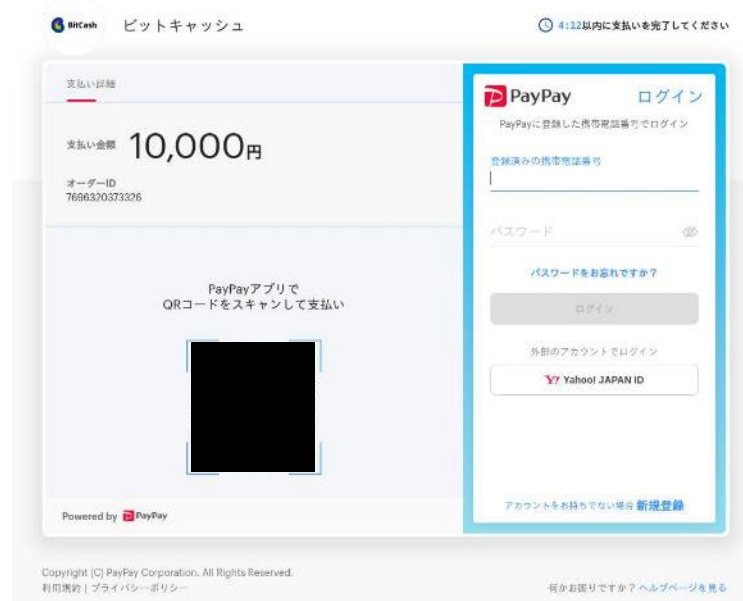 BitCash ビットキャッシュ
4:12以内に支払いを完了してください
支払い詳細
支払い金額 10,000円
オーダーID
7696320373326
PayPayアプリで
QRコードをスキャンして支払い
Powered by PayPay
PayPay ログイン
PayPayに登録した携帯電話番号でログイン
登録済みの携帯電話番号
パスワード
パスワードをお忘れですか?
ログイン
外部のアカウントでログイン
Y? Yahoo! JAPAN ID
アカウントをお持ちでない場合 新規登録
Copyright (C) PayPay Corporation. All Rights Reserved.
利用規約 | プライバシーポリシー
何かお困りですか? ヘルプページを見る